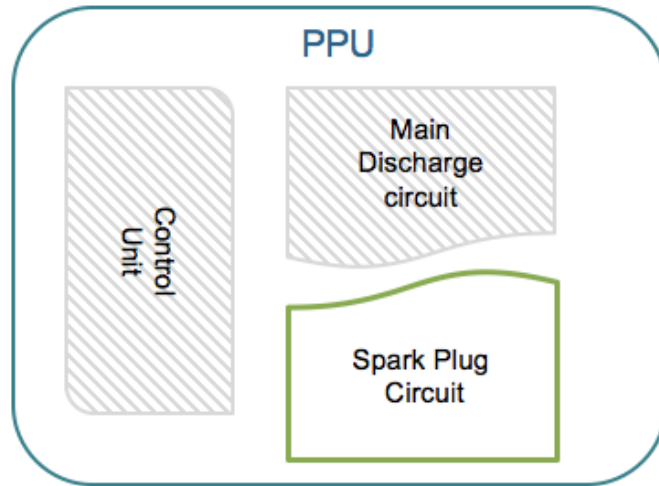 PPU
Control
Unit
Main
Discharge
circuit
Spark Plug
Circuit